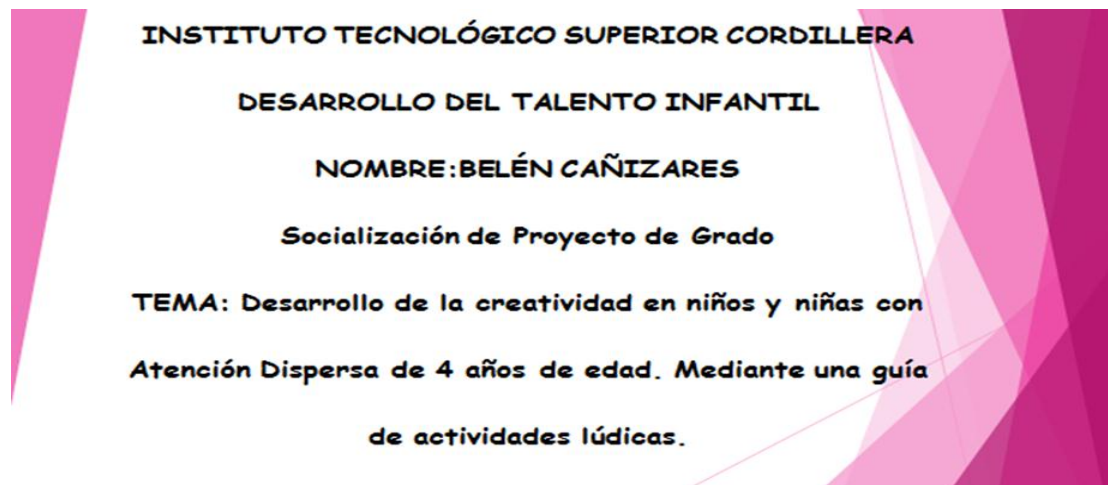 INSTITUTO TECNOLÓGICO SUPERIOR CORDILLERA
DESARROLLO DEL TALENTO INFANTIL
NOMBRE:BELÉN CAÑIZARES
Socialización de Proyecto de Grado
TEMA: Desarrollo de la creatividad en niños y niñas con
Atención Dispersa de 4 años de edad. Mediante una guía
de actividades lúdicas.